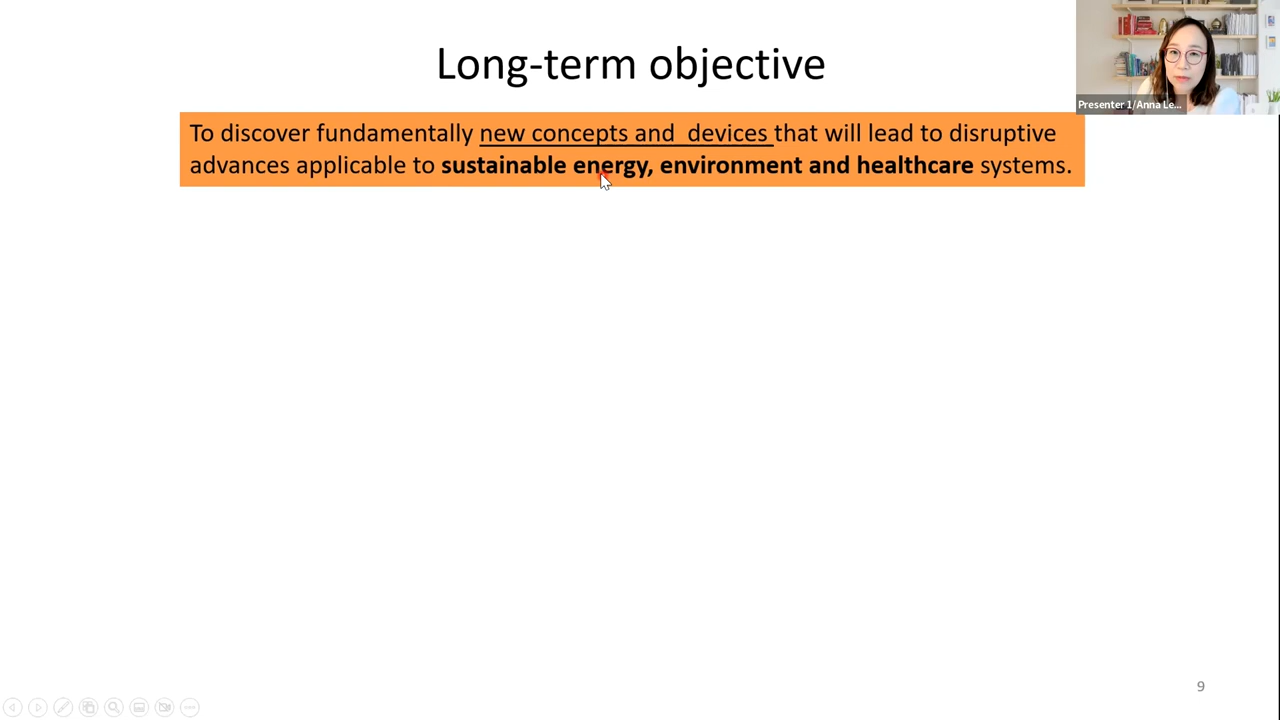 Long-term objective
Presenter 1/Anna Le...
To discover fundamentally new concepts and  devices that will lead to disruptive
advances applicable to sustainable energy, environment and healthcare systems.
9